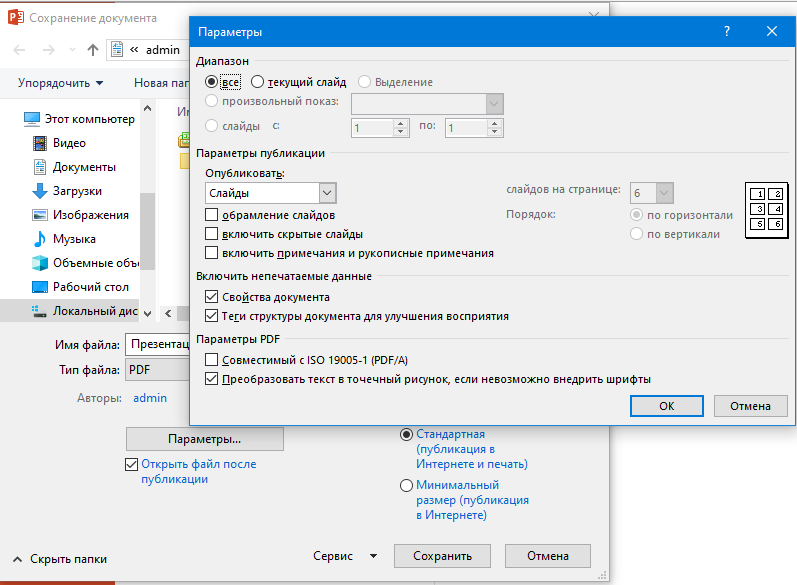 Сохранение документа
Параметры
?
« admin
Диапазон
все текущий слайд Выделение
произвольный показ:
слайды с: 1 по: 1
Упорядочить
Новая пап
Этот компьютер
Видео
Документы
Загрузки
Изображения
Музыка
Объемные объ
Рабочий стол
Локальный дис
Параметры публикации
Опубликовать:
Слайды
слайдов на странице: 6
Порядок: по горизонтали
по вертикали
1 2
3 4
5 6
обрамление слайдов
включить скрытые слайды
включить примечания и рукописные примечания
Включить непечатаемые данные
Свойства документа
Теги структуры документа для улучшения восприятия
Параметры PDF
Совместимый с ISO 19005-1 (PDF/A)
Преобразовать текст в точечный рисунок, если невозможно внедрить шрифты
ОК
Отмена
Имя файла: Презентац
Тип файла: PDF
Авторы: admin
Параметры...
Открыть файл после
публикации
Стандартная
(публикация в
Интернете и печать)
Минимальный
размер (публикация
в Интернете)
Скрыть папки
Сервис
Сохранить
Отмена